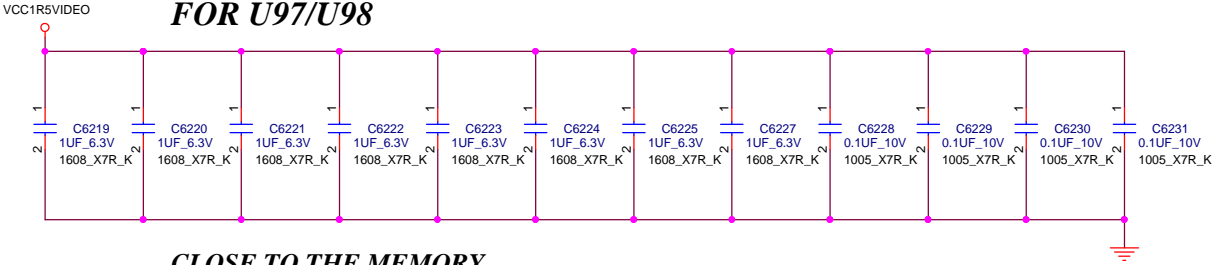 VCC1R5VIDEO
FOR U97/U98
1 1 1 1 1 1 1 1 1 1 1 1
C6219 C6220 C6221 C6222 C6223 C6224 C6225 C6227 C6228 C6229 C6230 C6231
1UF_6.3V 1UF_6.3V 1UF_6.3V 1UF_6.3V 1UF_6.3V 1UF_6.3V 1UF_6.3V 1UF_6.3V 0.1UF_10V 0.1UF_10V 0.1UF_10V 0.1UF_10V
2 1608_X7R_K 2 1608_X7R_K 2 1608_X7R_K 2 1608_X7R_K 2 1608_X7R_K 2 1608_X7R_K 2 1608_X7R_K 2 1608_X7R_K 2 1005_X7R_K 2 1005_X7R_K 2 1005_X7R_K 2 1005_X7R_K
CLOSE TO THE MEMORY